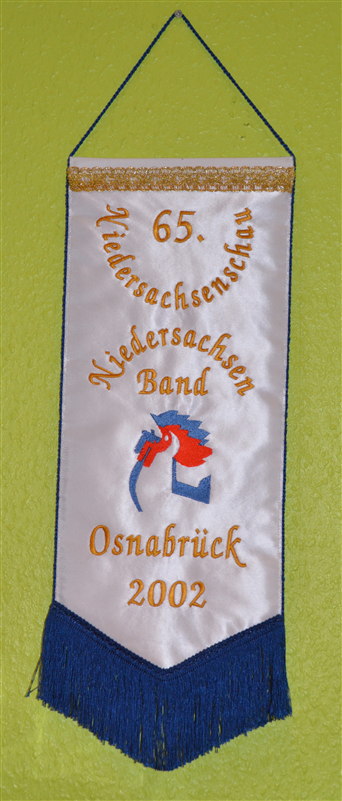 65.
Niedersachsenschau
Niedersachsen
Band
Osnabrück
2002